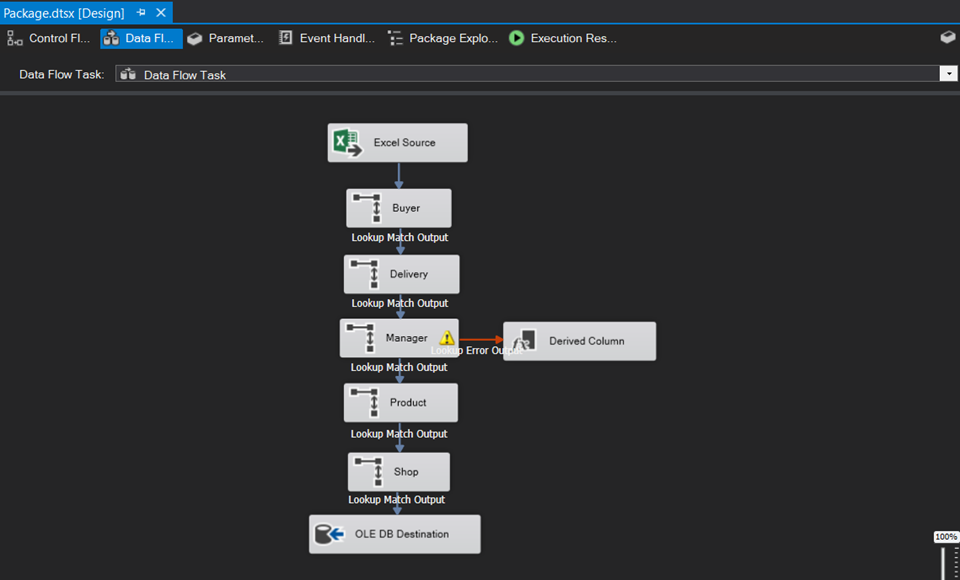 Package.dtsx [Design]
Control Fl... Data Fl... Paramet... Event Handl... Package Explo... Execution Res...
Data Flow Task: Data Flow Task
Excel Source
Buyer
Lookup Match Output
Delivery
Lookup Match Output
Manager
Derived Column
Lookup Error Output
Lookup Match Output
Product
Lookup Match Output
Shop
Lookup Match Output
OLE DB Destination
100%